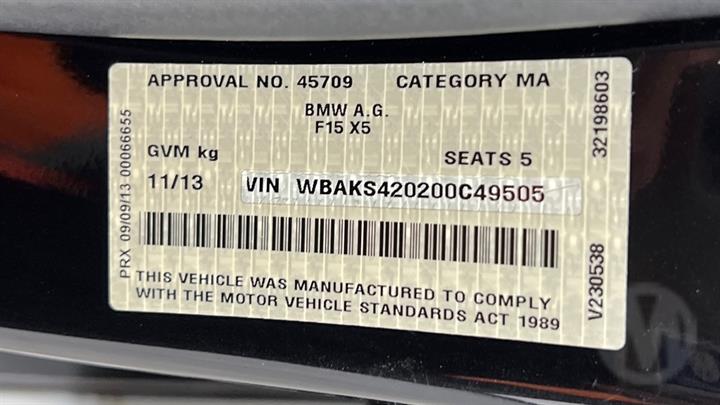 APPROVAL NO. 45709 CATEGORY MA
BMW A.G.
F15 X5
GVM kg SEATS 5
11/13 VIN WBAKS420200C49505
THIS VEHICLE WAS MANUFACTURED TO COMPLY
WITH THE MOTOR VEHICLE STANDARDS ACT 1989
PRX 09/09/13 00066655
V230538 32198603